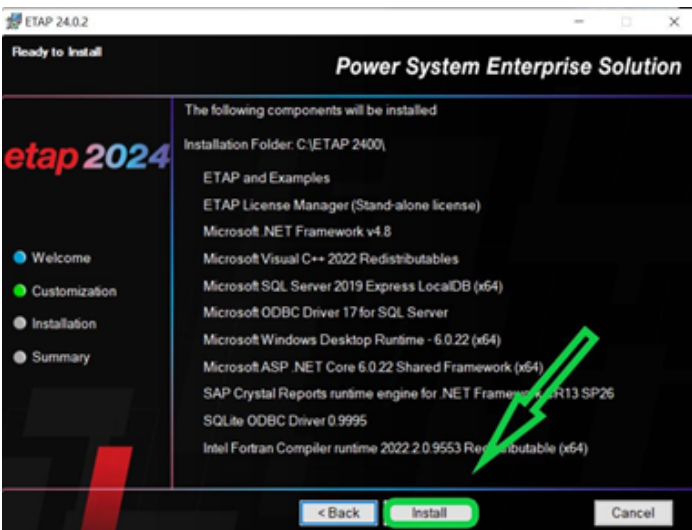 ETAP 24.0.2
Ready to Install
Power System Enterprise Solution
etap 2024
Welcome
Customization
Installation
Summary
The following components will be installed
Installation Folder: C:\ETAP 2400\
ETAP and Examples
ETAP License Manager (Stand-alone license)
Microsoft .NET Framework v4.8
Microsoft Visual C++ 2022 Redistributables
Microsoft SQL Server 2019 Express LocalDB (x64)
Microsoft ODBC Driver 17 for SQL Server
Microsoft Windows Desktop Runtime - 6.0.22 (x64)
Microsoft ASP .NET Core 6.0.22 Shared Framework (x64)
SAP Crystal Reports runtime engine for .NET Framework R13 SP26
SQLite ODBC Driver 0.9995
Intel Fortran Compiler runtime 2022.2.0.9553 Redistributable (x64)
< Back
Install
Cancel